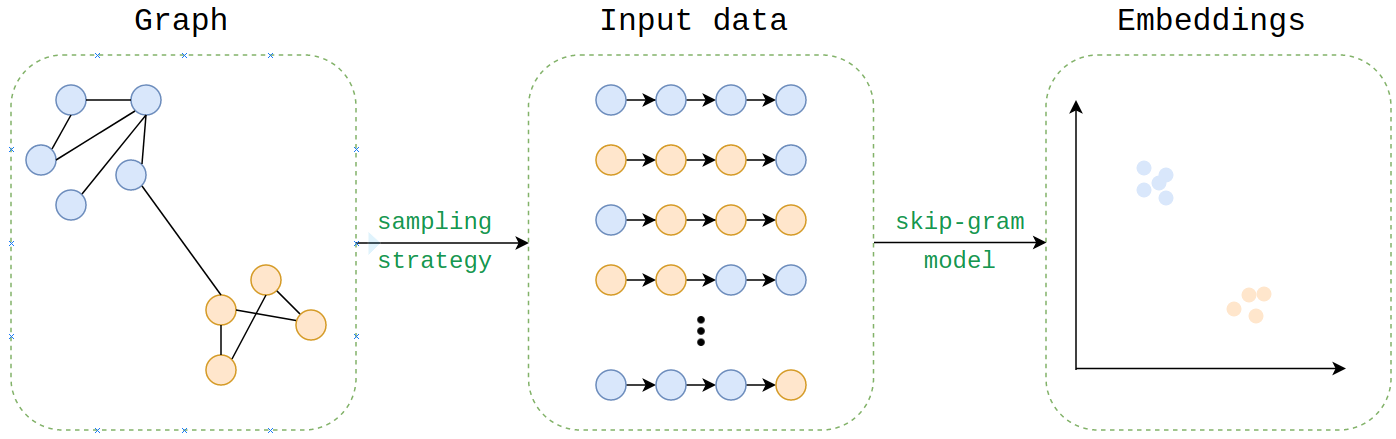 Graph
Input data
Embeddings
sampling
strategy
skip-gram
model